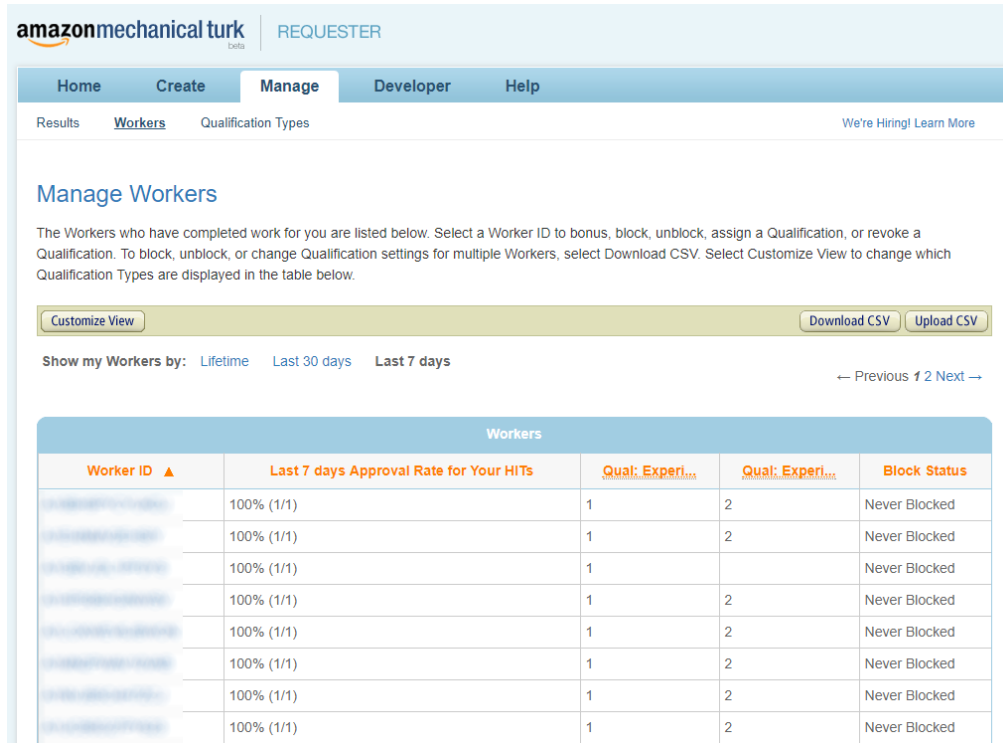 amazonmechanical turk
beta
REQUESTER
Home Create Manage Developer Help
Results Workers Qualification Types We're Hiring! Learn More
Manage Workers
The Workers who have completed work for you are listed below. Select a Worker ID to bonus, block, unblock, assign a Qualification, or revoke a
Qualification. To block, unblock, or change Qualification settings for multiple Workers, select Download CSV. Select Customize View to change which
Qualification Types are displayed in the table below.
Customize View Download CSV Upload CSV
Show my Workers by: Lifetime Last 30 days Last 7 days
← Previous 1 2 Next →
Workers
Worker ID ▲ Last 7 days Approval Rate for Your HITs Qual: Experi... Qual: Experi... Block Status
100% (1/1) 1 2 Never Blocked
100% (1/1) 1 2 Never Blocked
100% (1/1) 1 Never Blocked
100% (1/1) 1 2 Never Blocked
100% (1/1) 1 2 Never Blocked
100% (1/1) 1 2 Never Blocked
100% (1/1) 1 2 Never Blocked
100% (1/1) 1 2 Never Blocked